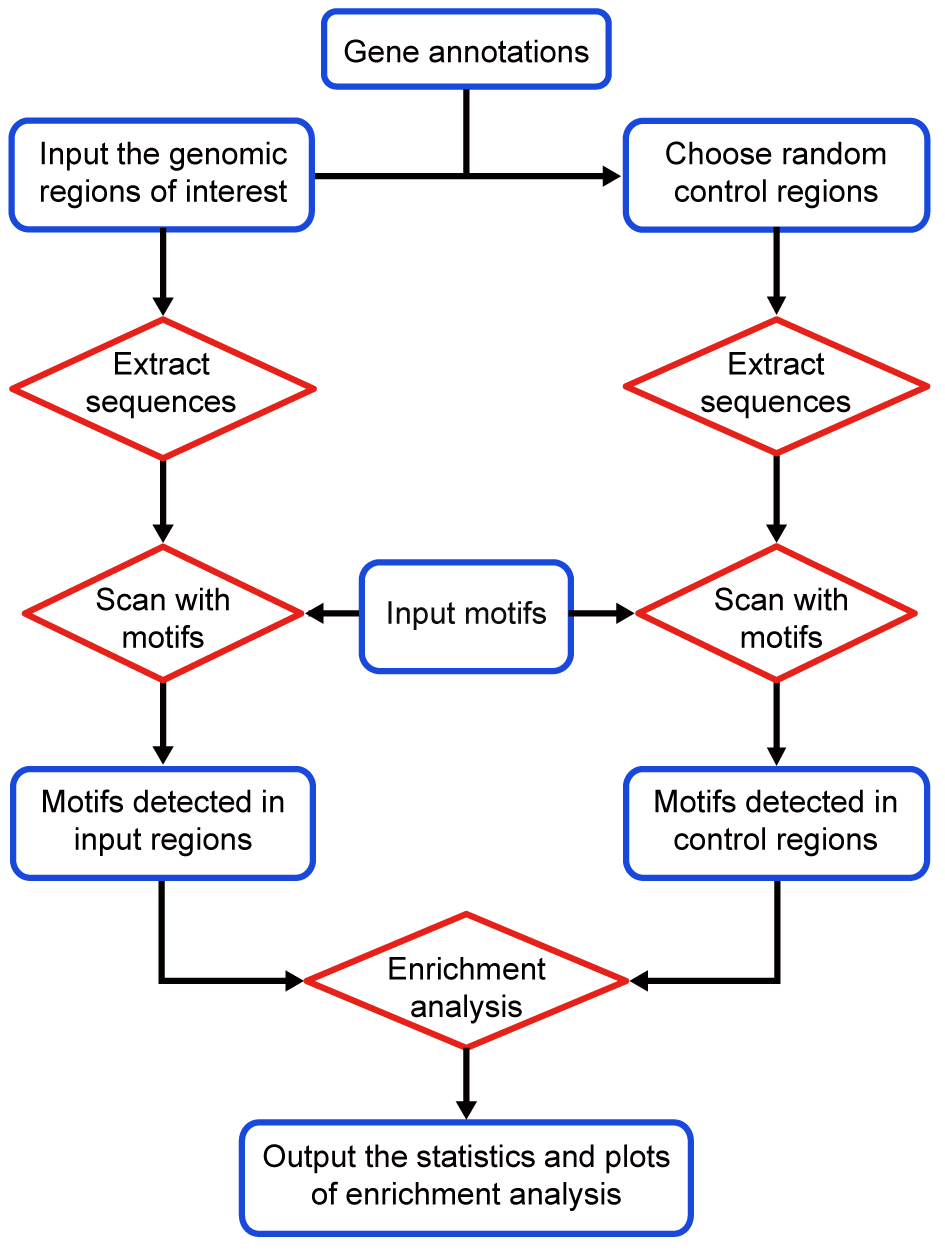 Gene annotations
Input the genomic
regions of interest
Choose random
control regions
Extract
sequences
Extract
sequences
Scan with
motifs
Input motifs
Scan with
motifs
Motifs detected in
input regions
Motifs detected in
control regions
Enrichment
analysis
Output the statistics and plots
of enrichment analysis